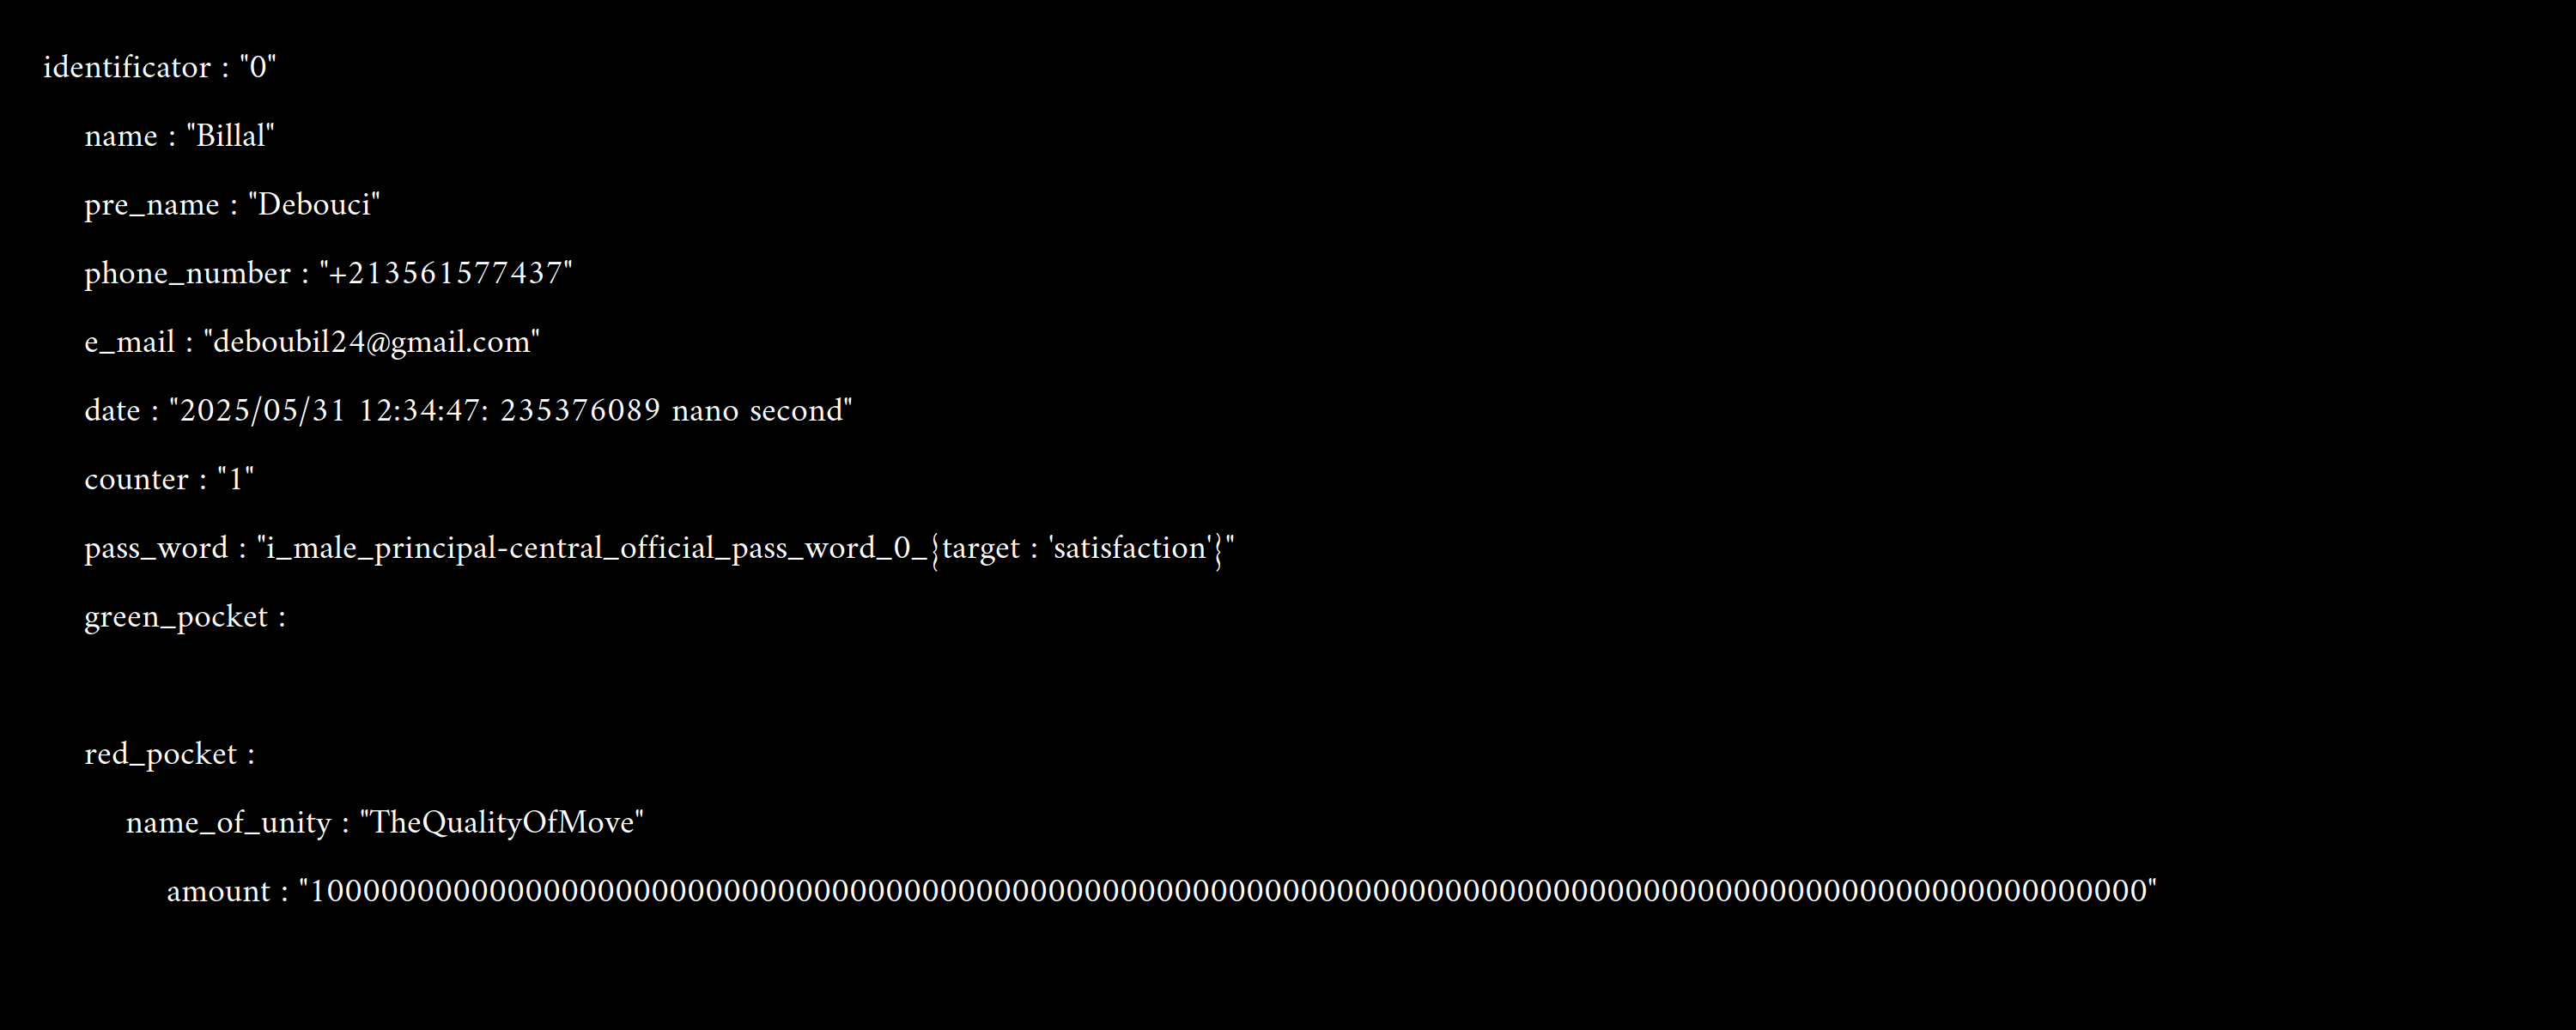 identificator : "0"
name : "Billal"
pre_name : "Debouci"
phone_number : "+213561577437"
e_mail : "deboubil24@gmail.com"
date : "2025/05/31 12:34:47: 235376089 nano second"
counter : "1"
pass_word : "i_male_principal-central_official_pass_word_0_{target : 'satisfaction'}"
green_pocket :
red_pocket :
name_of_unity : "TheQualityOfMove"
amount : "100000000000000000000000000000000000000000000000000000000000000000000000000000000000000000000000000000"